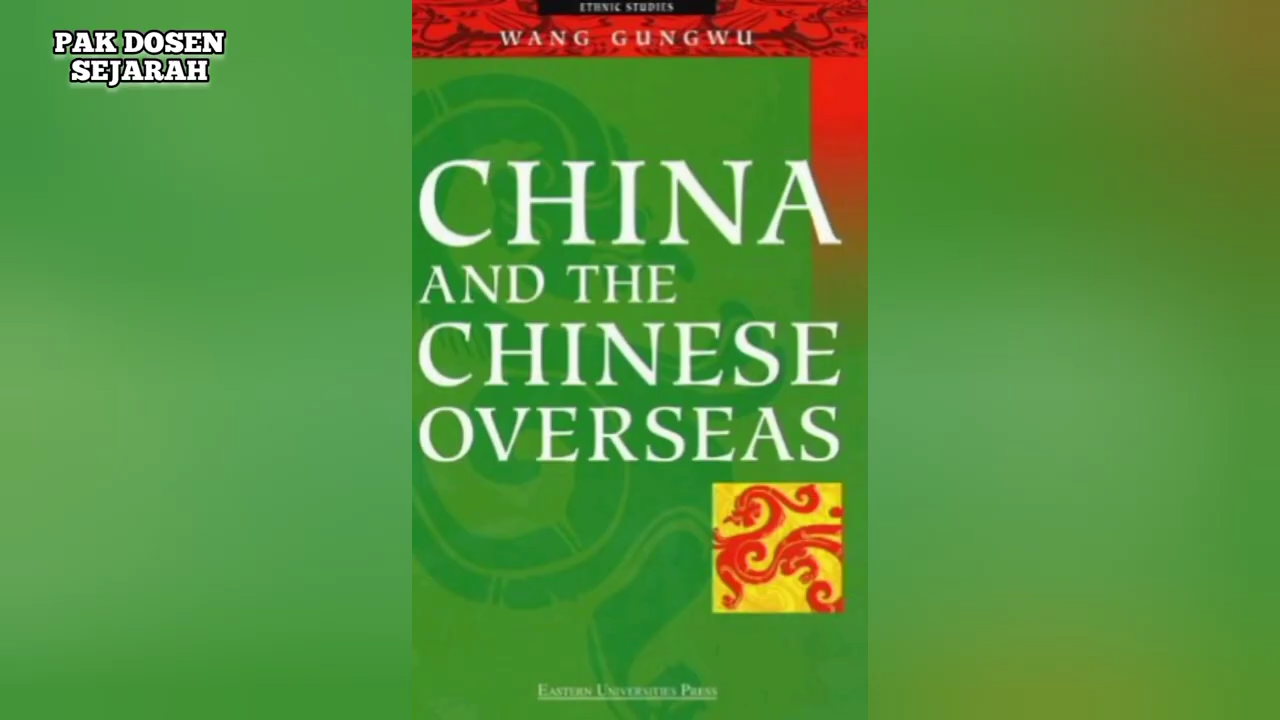 PAK DOSEN
SEJARAH
ETHNIC STUDIES
WANG GUNGWU
CHINA
AND THE
CHINESE
OVERSEAS
EASTERN UNIVERSITIES PRESS